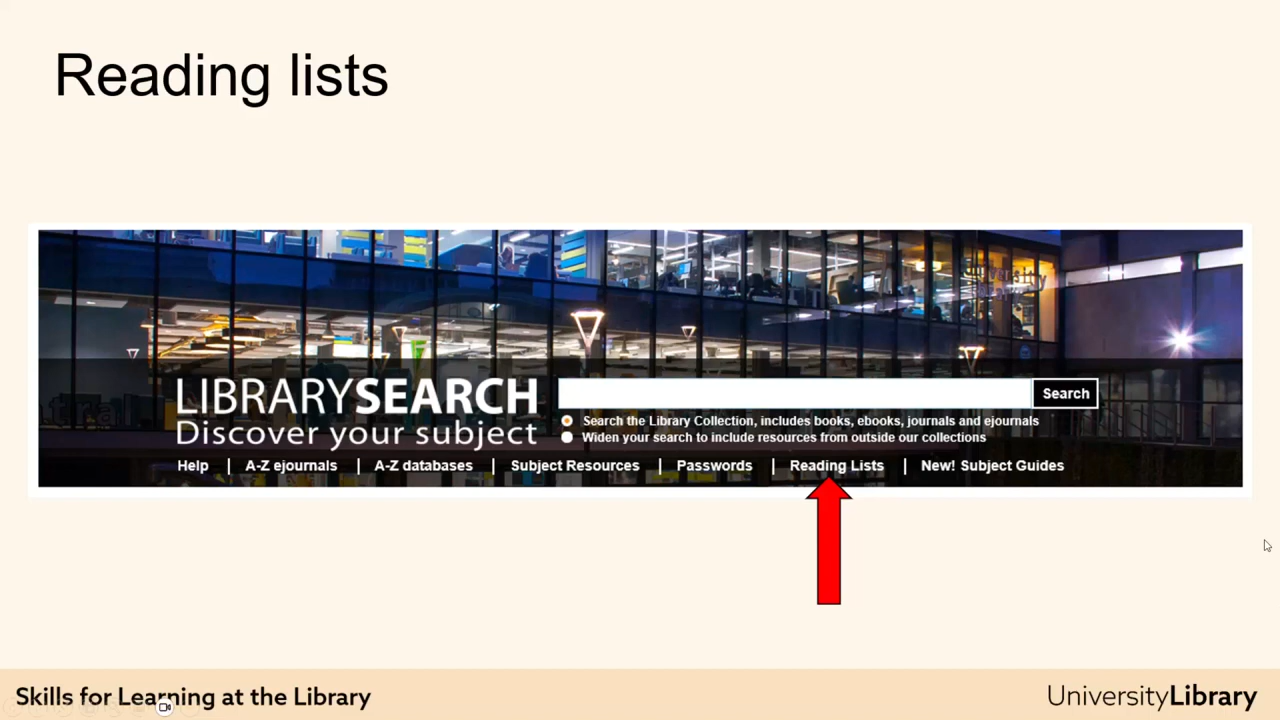 Reading lists
LIBRARYSEARCH
Discover your subject
Search
Search the Library Collection, includes books, ebooks, journals and ejournals
Widen your search to include resources from outside our collections
Help | A-Z ejournals | A-Z databases | Subject Resources | Passwords | Reading Lists | New! Subject Guides
Skills for Learning at the Library
UniversityLibrary